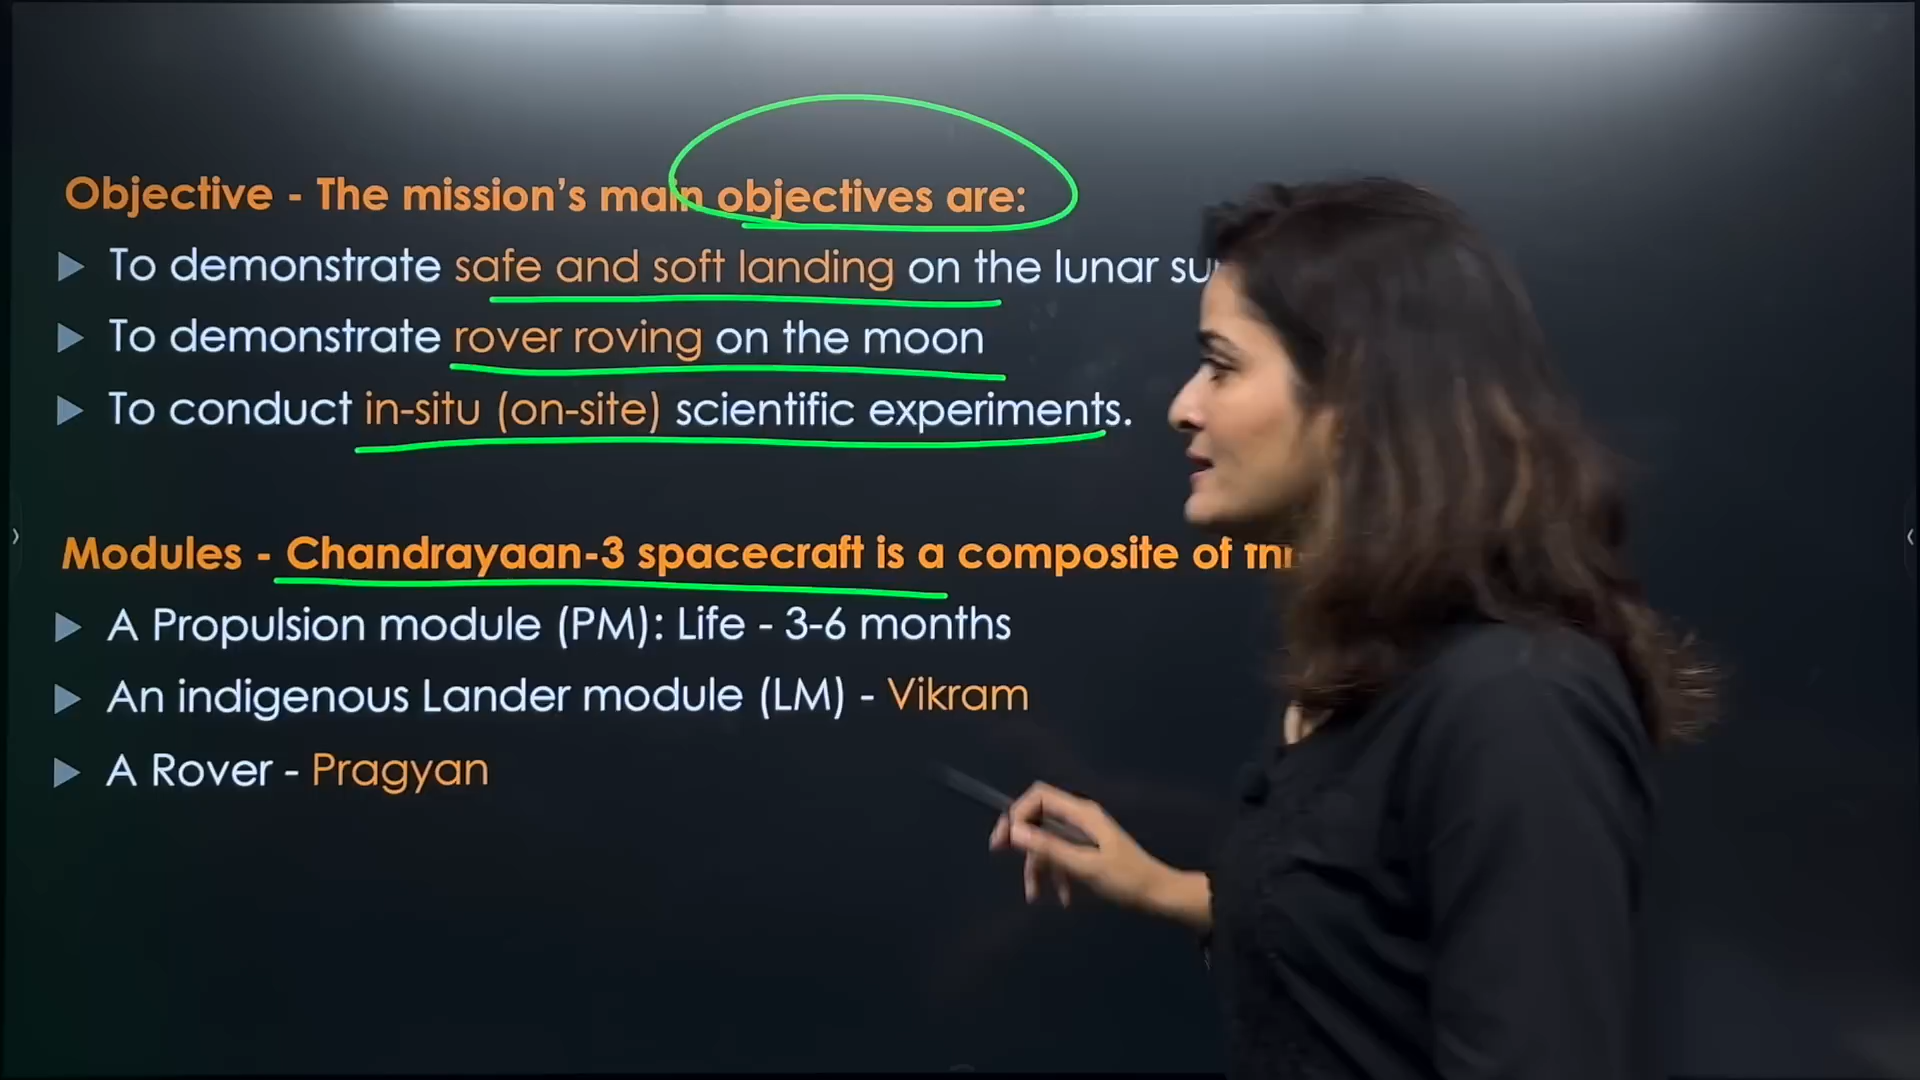 Objective - The mission's main objectives are:
▶ To demonstrate safe and soft landing on the lunar
▶ To demonstrate rover roving on the moon
▶ To conduct in-situ (on-site) scientific experiments.
Modules - Chandrayaan-3 spacecraft is a composite of
▶ A Propulsion module (PM): Life - 3-6 months
▶ An indigenous Lander module (LM) - Vikram
▶ A Rover - Pragyan